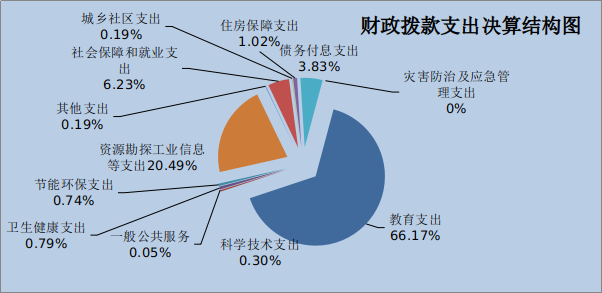 财政拨款支出决算结构图
城乡社区支出
0.19%
住房保障支出
1.02%
债务付息支出
3.83%
社会保障和就业支
出
6.23%
灾害防治及应急管
理支出
0%
其他支出
0.19%
资源勘探工业信息
等支出20.49%
节能环保支出
0.74%
卫生健康支出
0.79%
一般公共服务
0.05%
科学技术支出
0.30%
教育支出
66.17%